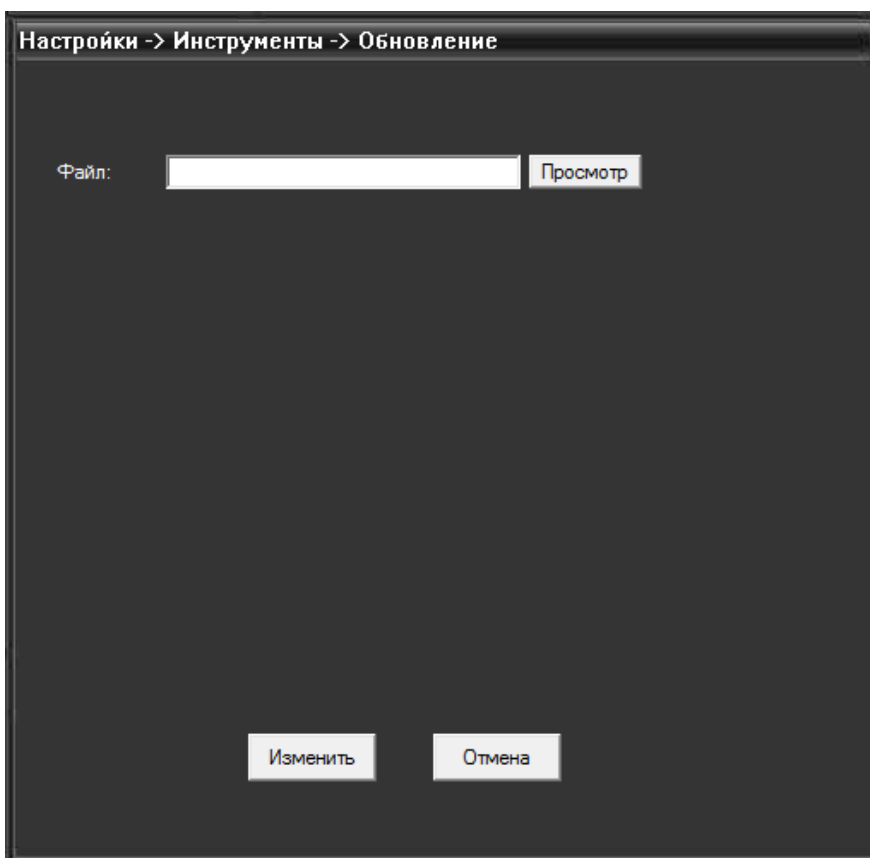 Настройки -> Инструменты -> Обновление
Файл:
Просмотр
Изменить
Отмена